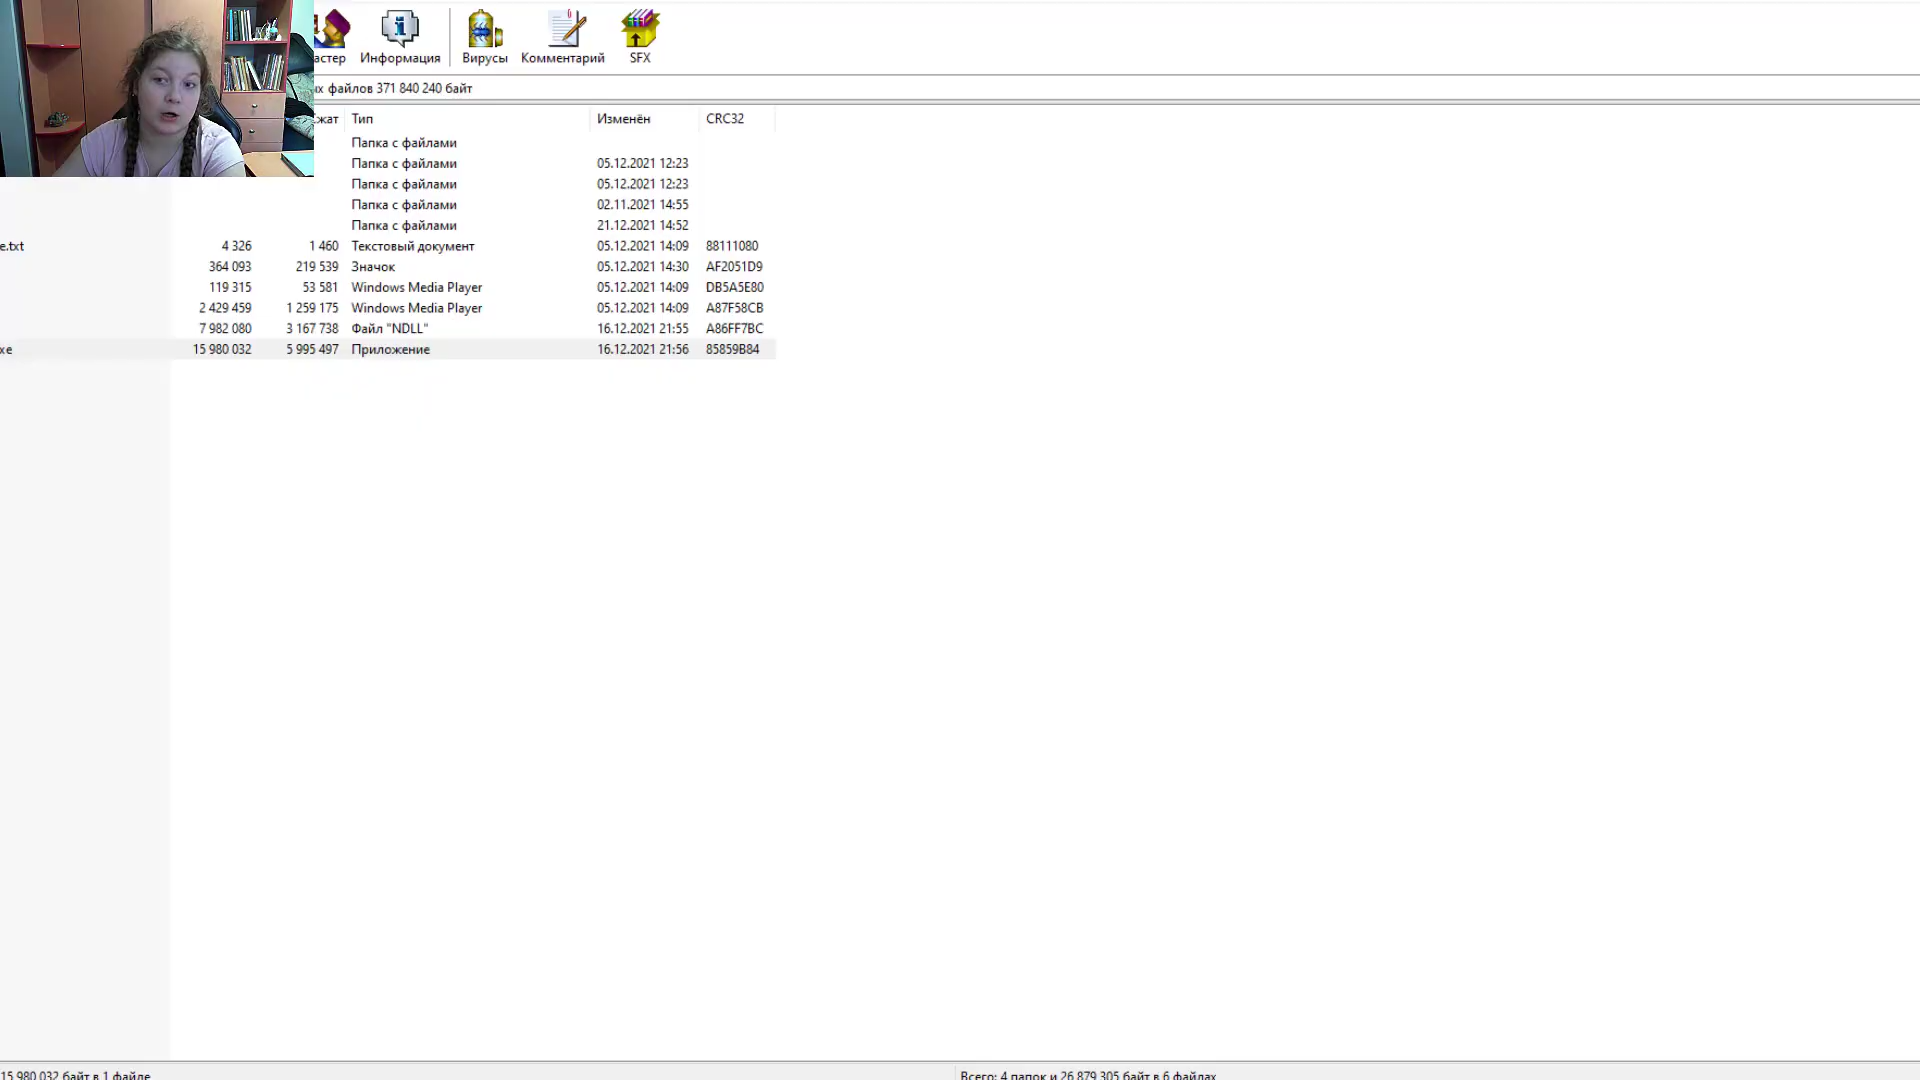 астер Информация Вирусы Комментарий SFX
ых файлов 371 840 240 байт
Сжат Тип Изменён CRC32
Папка с файлами
Папка с файлами 05.12.2021 12:23
Папка с файлами 05.12.2021 12:23
Папка с файлами 02.11.2021 14:55
Папка с файлами 21.12.2021 14:52
e.txt 4 326 1 460 Текстовый документ 05.12.2021 14:09 88111080
364 093 219 539 Значок 05.12.2021 14:30 AF2051D9
119 315 53 581 Windows Media Player 05.12.2021 14:09 DB5A5E80
2 429 459 1 259 175 Windows Media Player 05.12.2021 14:09 A87F58CB
7 982 080 3 167 738 Файл "NDLL" 16.12.2021 21:55 A86FF7BC
xe 15 980 032 5 995 497 Приложение 16.12.2021 21:56 85859B84
15 980 032 байт в 1 файле Всего: 4 папок и 26 879 305 байт в 6 файлах